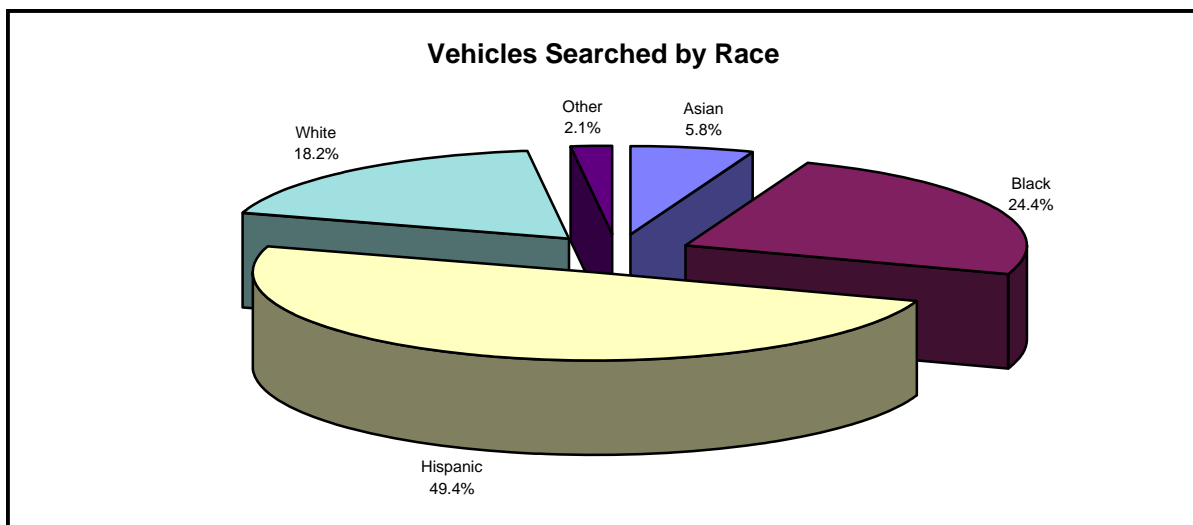 Vehicles Searched by Race
Other
2.1%
Asian
5.8%
White
18.2%
Black
24.4%
Hispanic
49.4%